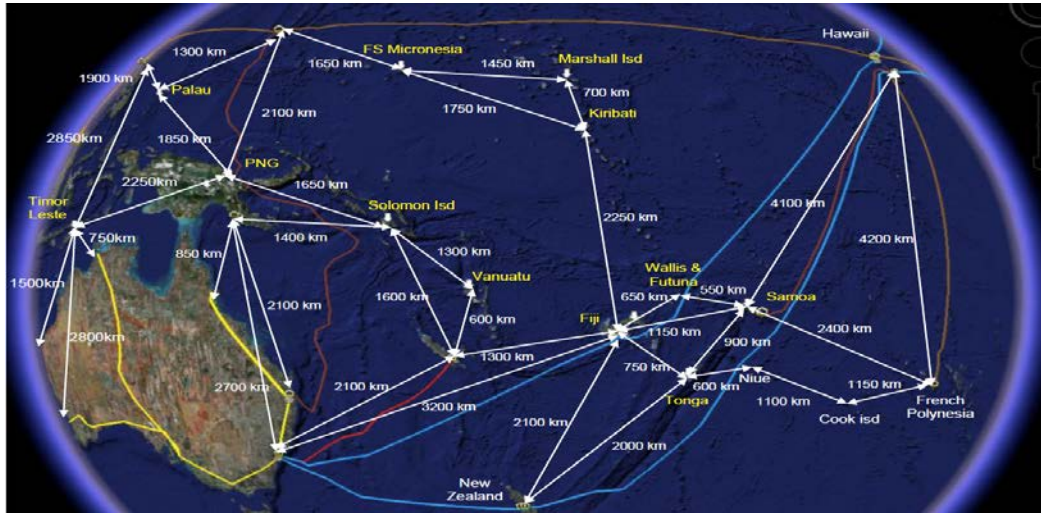 Hawaii
1300 km
FS Micronesia
1650 km
1450 km
Marshall Isd
1900 km
Palau
700 km
1750 km
Kiribati
2100 km
2850km
1850 km
PNG
2250km
1650 km
Timor
Leste
Solomon Isd
4100 km
2250 km
4200 km
750km
1400 km
850 km
1300 km
1500km
Vanuatu
Wallis &
Futuna
550 km
1600 km
2100 km
650 km
Samoa
600 km
Fiji
1150 km
2800km
2400 km
1300 km
900 km
750 km
600 km
Niue
2700 km
2100 km
Tonga
1150 km
1100 km
French
Polynesia
3200 km
Cook isd
2100 km
2000 km
New
Zealand